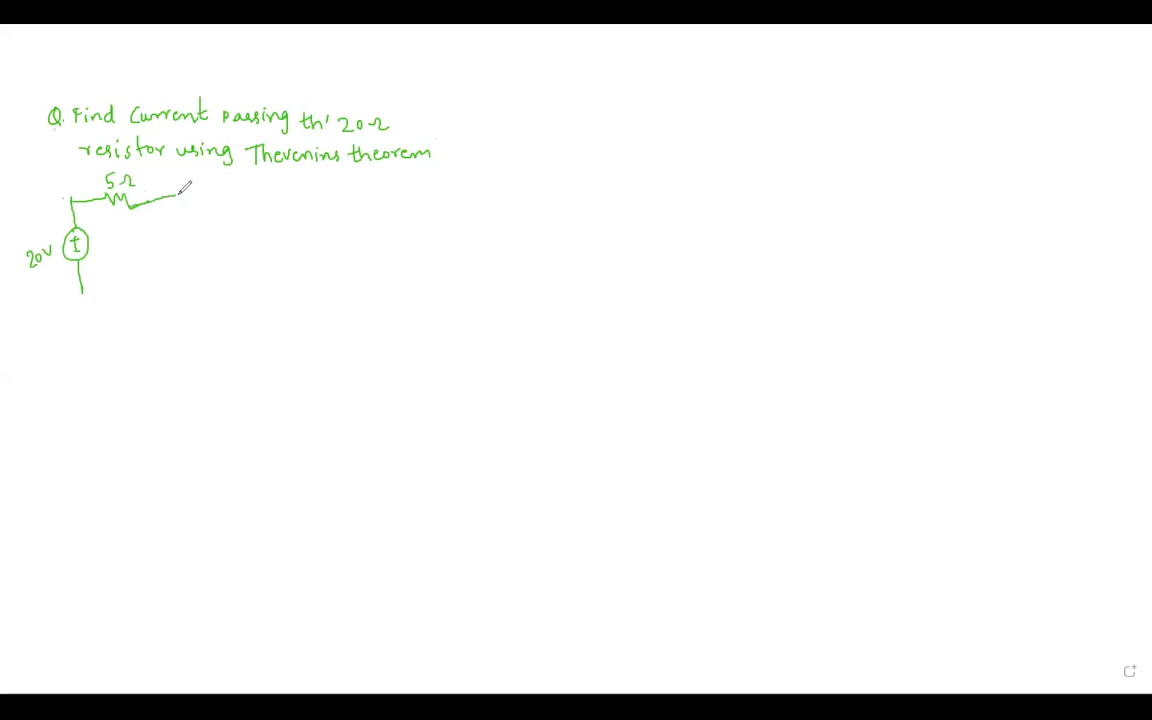 Q. Find Current passing th' 20Ω
resistor using Thevenins theorem
5Ω
20V